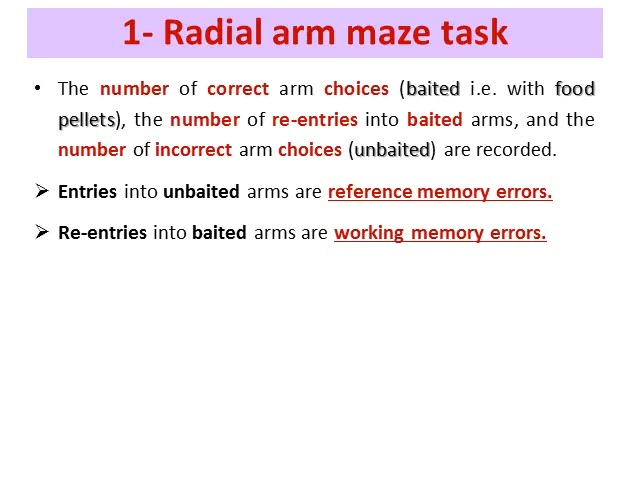 1- Radial arm maze task
• The number of correct arm choices (baited i.e. with food
pellets), the number of re-entries into baited arms, and the
number of incorrect arm choices (unbaited) are recorded.
➢ Entries into unbaited arms are reference memory errors.
➢ Re-entries into baited arms are working memory errors.